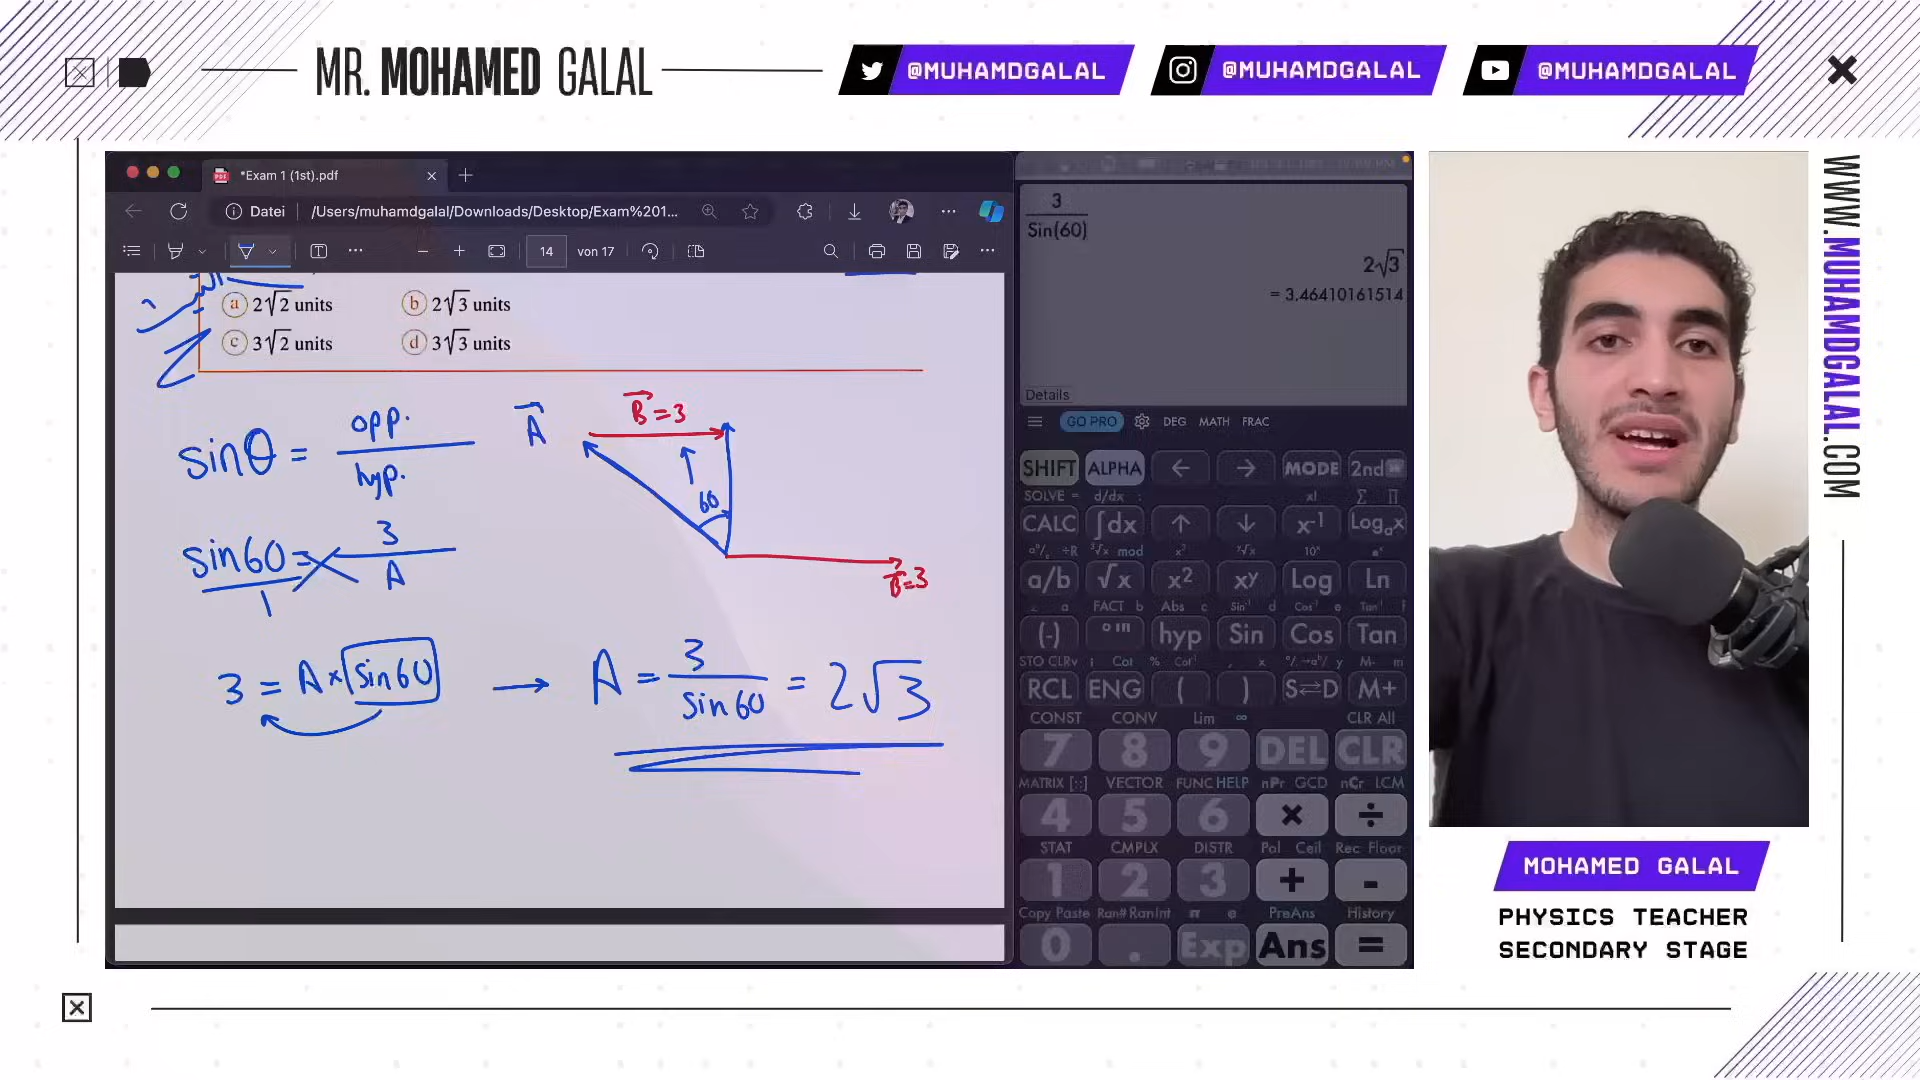 MR. MOHAMED GALAL
@MUHAMDGALAL
@MUHAMDGALAL
@MUHAMDGALAL
*Exam 1 (1st).pdf
Datei
/Users/muhamdgalal/Downloads/Desktop/Exam%201...
14 von 17
a 2√2 units
b 2√3 units
c 3√2 units
d 3√3 units
sinθ = opp. / hyp.
A
B = 3
60
B=3
sin60 / 1 = 3 / A
3 = A × sin60
→ A = 3 / sin60 = 2√3
3 / Sin(60)
2√3
= 3.46410161514
Details
GO PRO DEG MATH FRAC
SHIFT ALPHA ← → MODE 2nd
SOLVE = d/dx : x! Σ Π
CALC ∫dx ↑ ↓ x-1 Logax
mod
a/b √x x2 xy Log Ln
FACT Abs
(-) hyp Sin Cos Tan
STO CLRv i Cot % Cot-1
RCL ENG ( ) S⇄D M+
CONST CONV Lim ∞ CLR All
7 8 9 DEL CLR
MATRIX [::] VECTOR FUNC HELP nPr GCD nCr LCM
4 5 6 × ÷
STAT CMPLX DISTR Pol Ceil Rec Floor
1 2 3 + -
Copy Paste Ran# RanInt π e PreAns History
0 . Exp Ans =
WWW.MUHAMDGALAL.COM
MOHAMED GALAL
PHYSICS TEACHER
SECONDARY STAGE